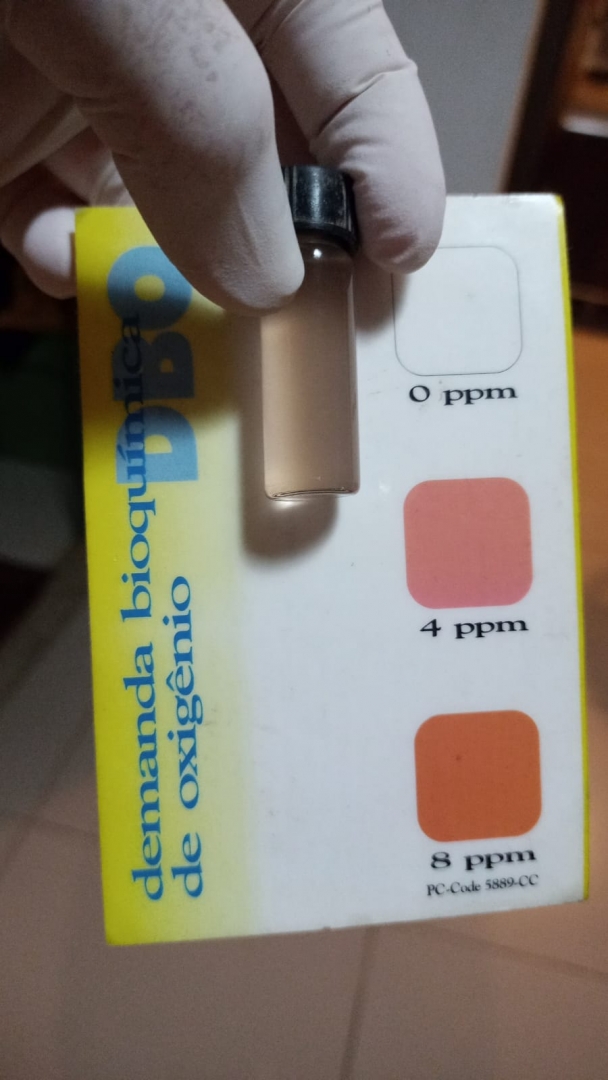 DBO
demanda bioquímica
de oxigênio
0 ppm
4 ppm
8 ppm
PC-Code 5889-CC